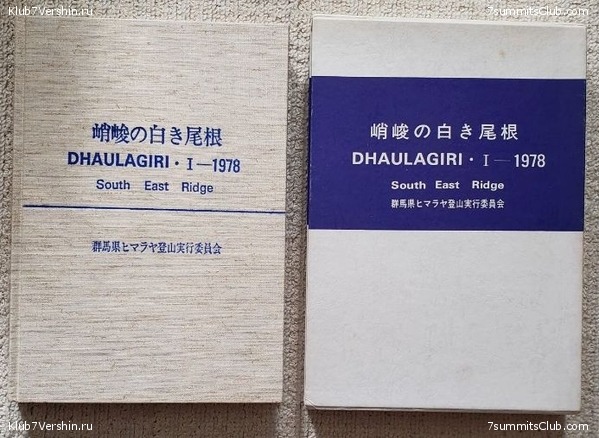 Klub7Vershin.ru
7summitsClub.com
峭峻の白き尾根
DHAULAGIRI・I—1978
South East Ridge
群馬県ヒマラヤ登山実行委員会
峭峻の白き尾根
DHAULAGIRI・I—1978
South East Ridge
群馬県ヒマラヤ登山実行委員会
Klub7Vershin.ru
7summitsClub.com